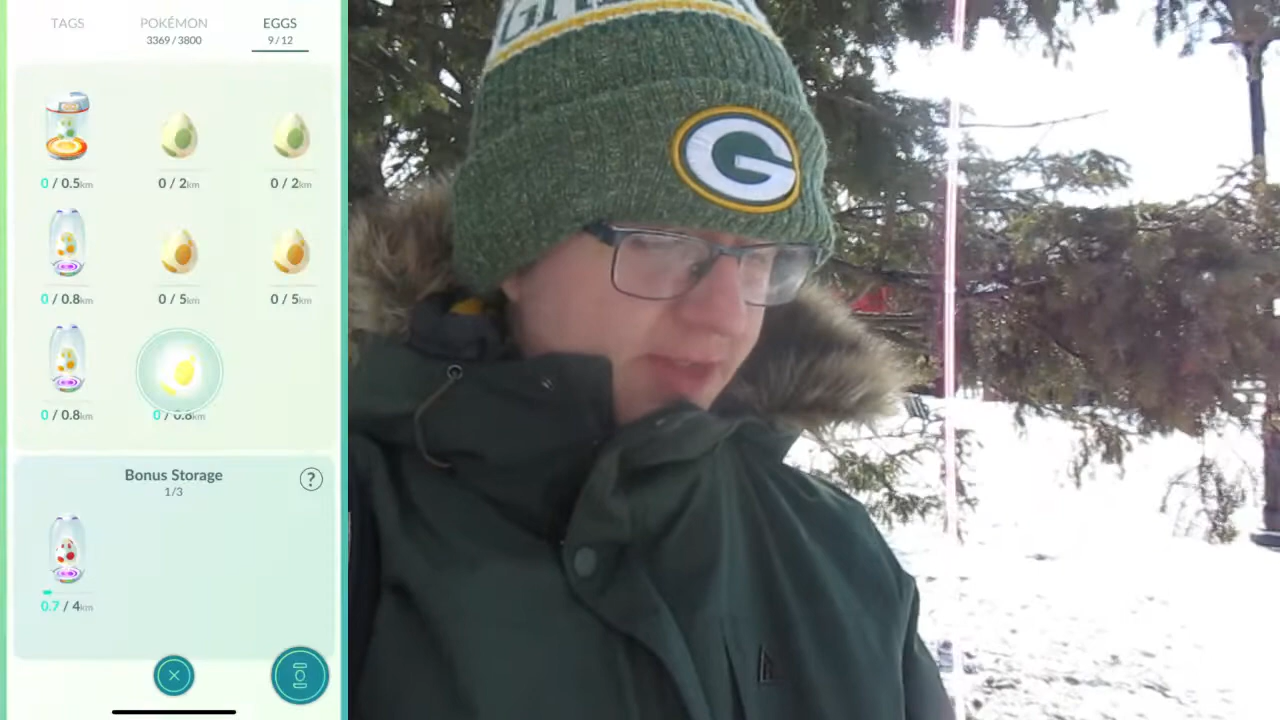 TAGS
POKÉMON
3369 / 3800
EGGS
9 / 12
0 / 0.5km
0 / 2km
0 / 2km
0 / 0.8km
0 / 5km
0 / 5km
0 / 0.8km
0 / 0.8km
Bonus Storage
1/3
?
0.7 / 4km
G